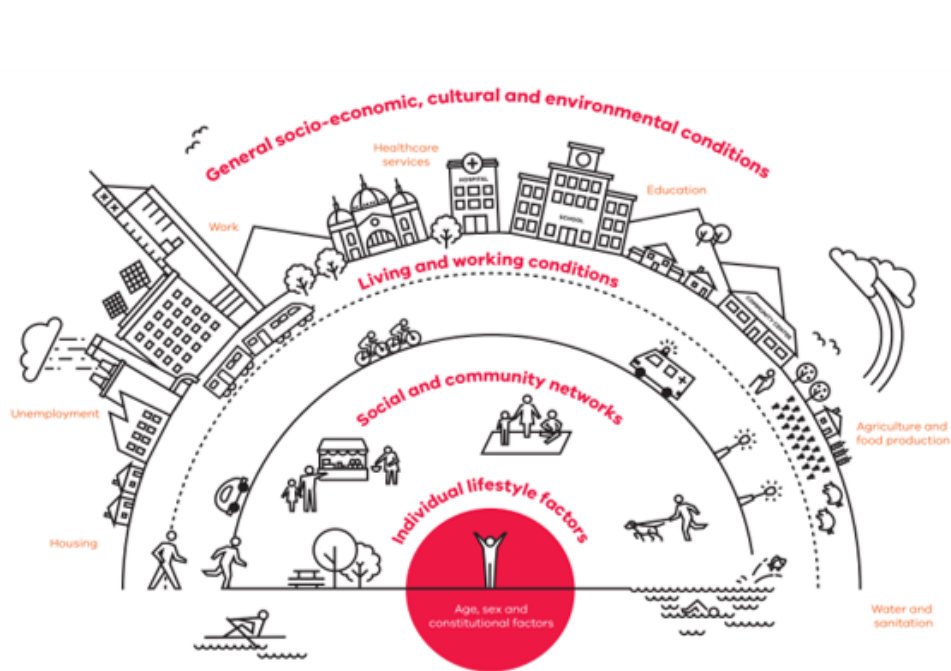 General socio-economic, cultural and environmental conditions
Healthcare
services
HOSPITAL
Education
SCHOOL
Work
Living and working conditions
COMMUNITY CENTRE
Social and community networks
Unemployment
Agriculture and
food production
Individual lifestyle factors
Housing
Age, sex and
constitutional factors
Water and
sanitation